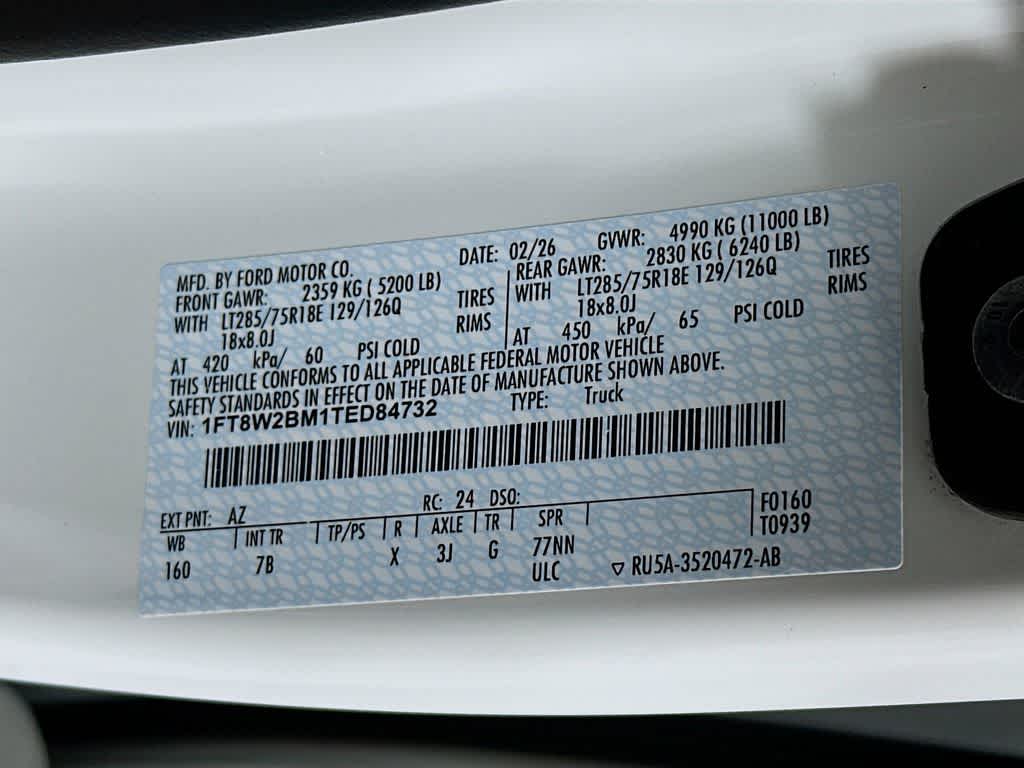 MFD. BY FORD MOTOR CO. DATE: 02/26 GVWR: 4990 KG (11000 LB)
FRONT GAWR: 2359 KG ( 5200 LB) REAR GAWR: 2830 KG ( 6240 LB)
WITH LT285/75R18E 129/126Q TIRES WITH LT285/75R18E 129/126Q TIRES
18x8.0J RIMS 18x8.0J RIMS
AT 420 kPa/ 60 PSI COLD AT 450 kPa/ 65 PSI COLD
THIS VEHICLE CONFORMS TO ALL APPLICABLE FEDERAL MOTOR VEHICLE
SAFETY STANDARDS IN EFFECT ON THE DATE OF MANUFACTURE SHOWN ABOVE.
VIN: 1FT8W2BM1TED84732 TYPE: Truck
EXT PNT: AZ RC: 24 DSO: F0160
WB INT TR TP/PS R AXLE TR SPR T0939
160 7B X 3J G 77NN
ULC ▽ RU5A-3520472-AB